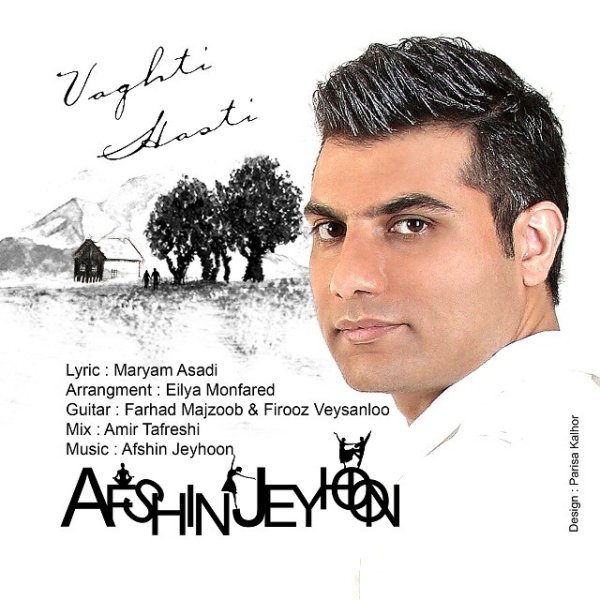 Vaghti
Hasti
Lyric : Maryam Asadi
Arrangment : Eilya Monfared
Guitar : Farhad Majzoob & Firooz Veysanloo
Mix : Amir Tafreshi
Music : Afshin Jeyhoon
AFSHIN JEYHOON
Design : Parisa Kalhor